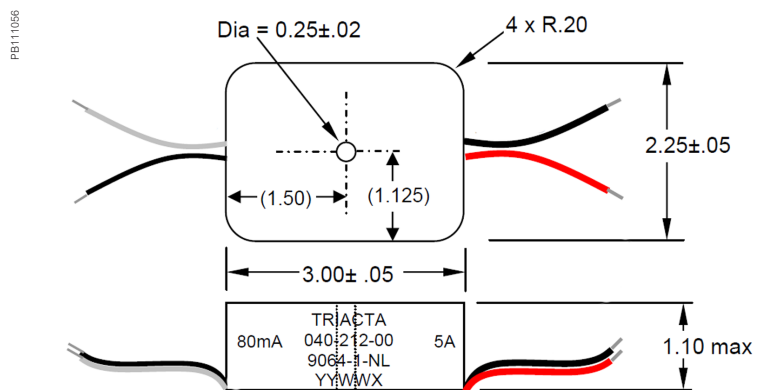 PB111056
Dia = 0.25±.02
4 x R.20
2.25±.05
(1.50)
(1.125)
3.00± .05
TRIACTA
80mA
040-212-00
5A
9064-1-NL
YYWWX
1.10 max